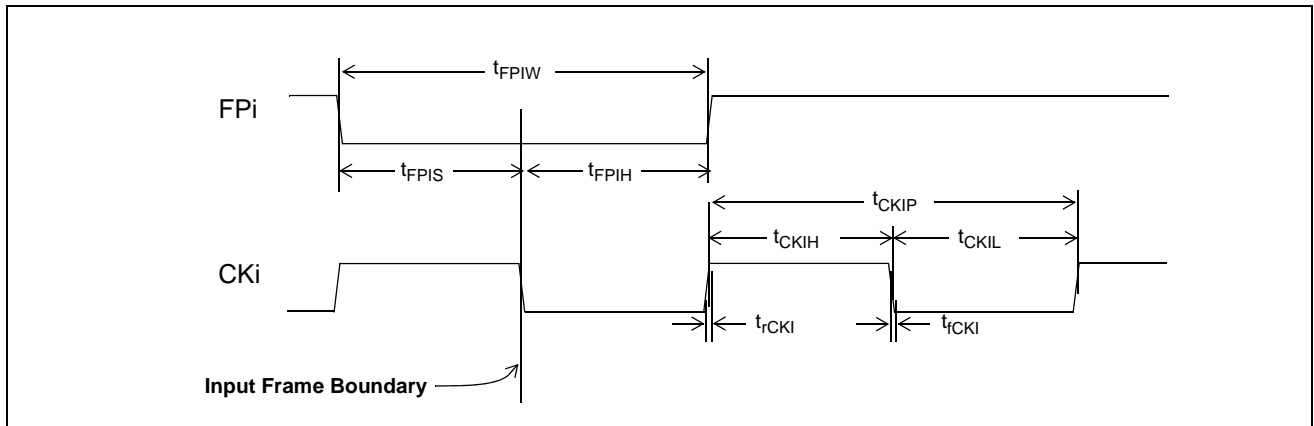 tFPIW
FPi
tFPIS
tFPIH
tCKIP
tCKIH
tCKIL
CKi
trCKI
tfCKI
Input Frame Boundary